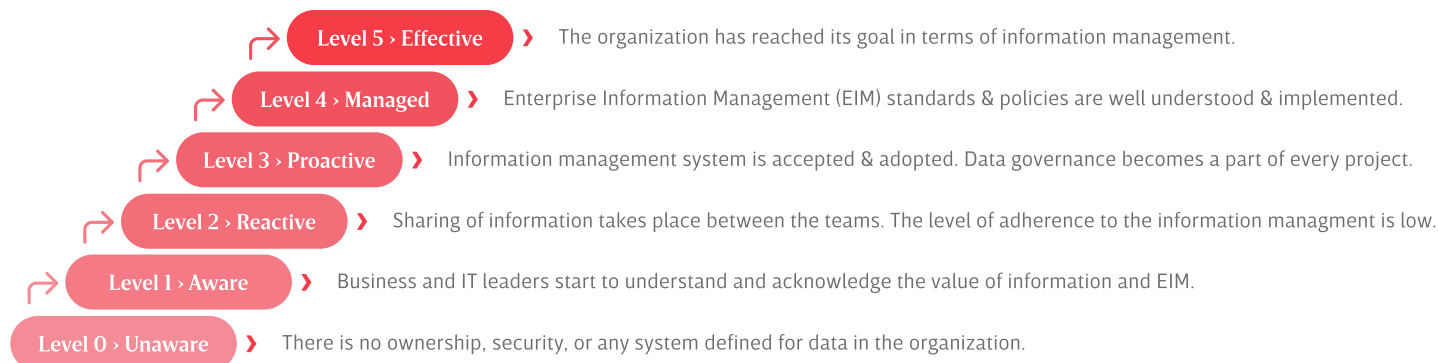 Level 5 › Effective ❯ The organization has reached its goal in terms of information management.
Level 4 › Managed ❯ Enterprise Information Management (EIM) standards & policies are well understood & implemented.
Level 3 › Proactive ❯ Information management system is accepted & adopted. Data governance becomes a part of every project.
Level 2 › Reactive ❯ Sharing of information takes place between the teams. The level of adherence to the information managment is low.
Level 1 › Aware ❯ Business and IT leaders start to understand and acknowledge the value of information and EIM.
Level 0 › Unaware ❯ There is no ownership, security, or any system defined for data in the organization.